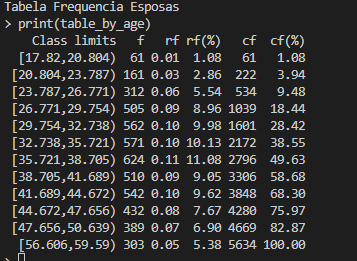 Tabela Frequencia Esposas
> print(table_by_age)
Class limits f rf rf(%) cf cf(%)
[17.82,20.804) 61 0.01 1.08 61 1.08
[20.804,23.787) 161 0.03 2.86 222 3.94
[23.787,26.771) 312 0.06 5.54 534 9.48
[26.771,29.754) 505 0.09 8.96 1039 18.44
[29.754,32.738) 562 0.10 9.98 1601 28.42
[32.738,35.721) 571 0.10 10.13 2172 38.55
[35.721,38.705) 624 0.11 11.08 2796 49.63
[38.705,41.689) 510 0.09 9.05 3306 58.68
[41.689,44.672) 542 0.10 9.62 3848 68.30
[44.672,47.656) 432 0.08 7.67 4280 75.97
[47.656,50.639) 389 0.07 6.90 4669 82.87
[56.606,59.59) 303 0.05 5.38 5634 100.00
>